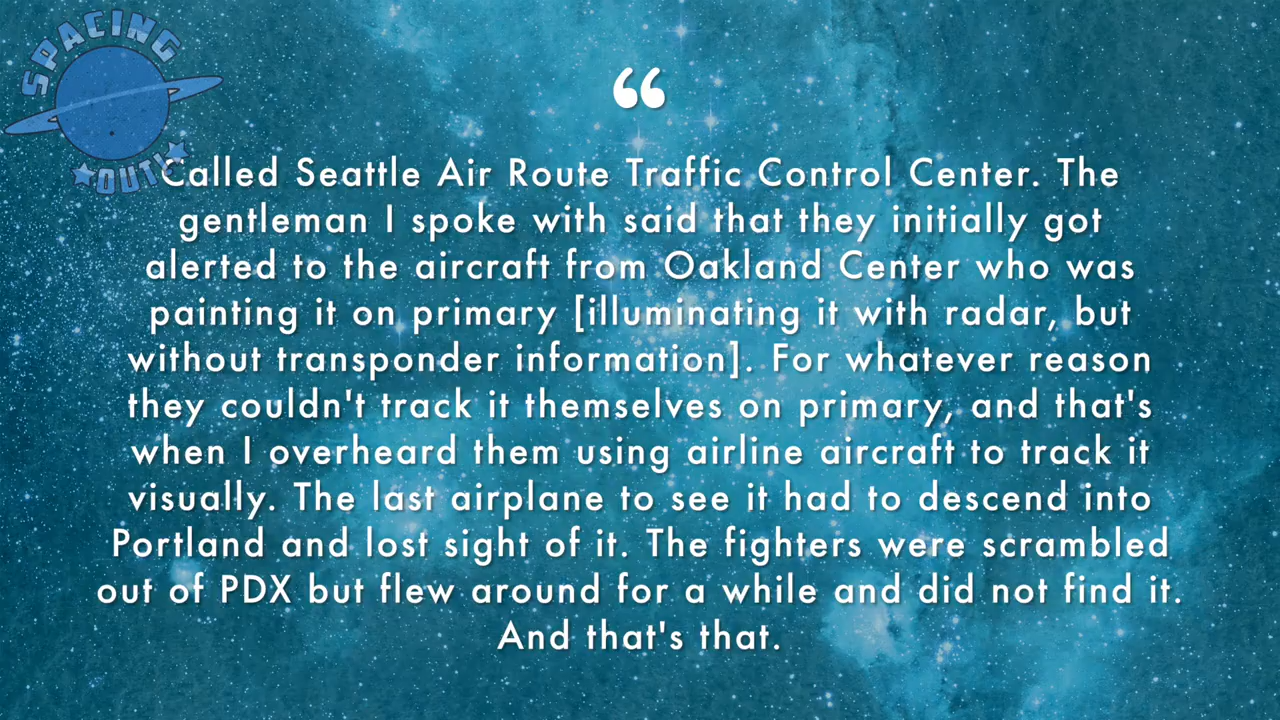 SPACING
OUT!
“
Called Seattle Air Route Traffic Control Center. The
gentleman I spoke with said that they initially got
alerted to the aircraft from Oakland Center who was
painting it on primary [illuminating it with radar, but
without transponder information]. For whatever reason
they couldn't track it themselves on primary, and that's
when I overheard them using airline aircraft to track it
visually. The last airplane to see it had to descend into
Portland and lost sight of it. The fighters were scrambled
out of PDX but flew around for a while and did not find it.
And that's that.